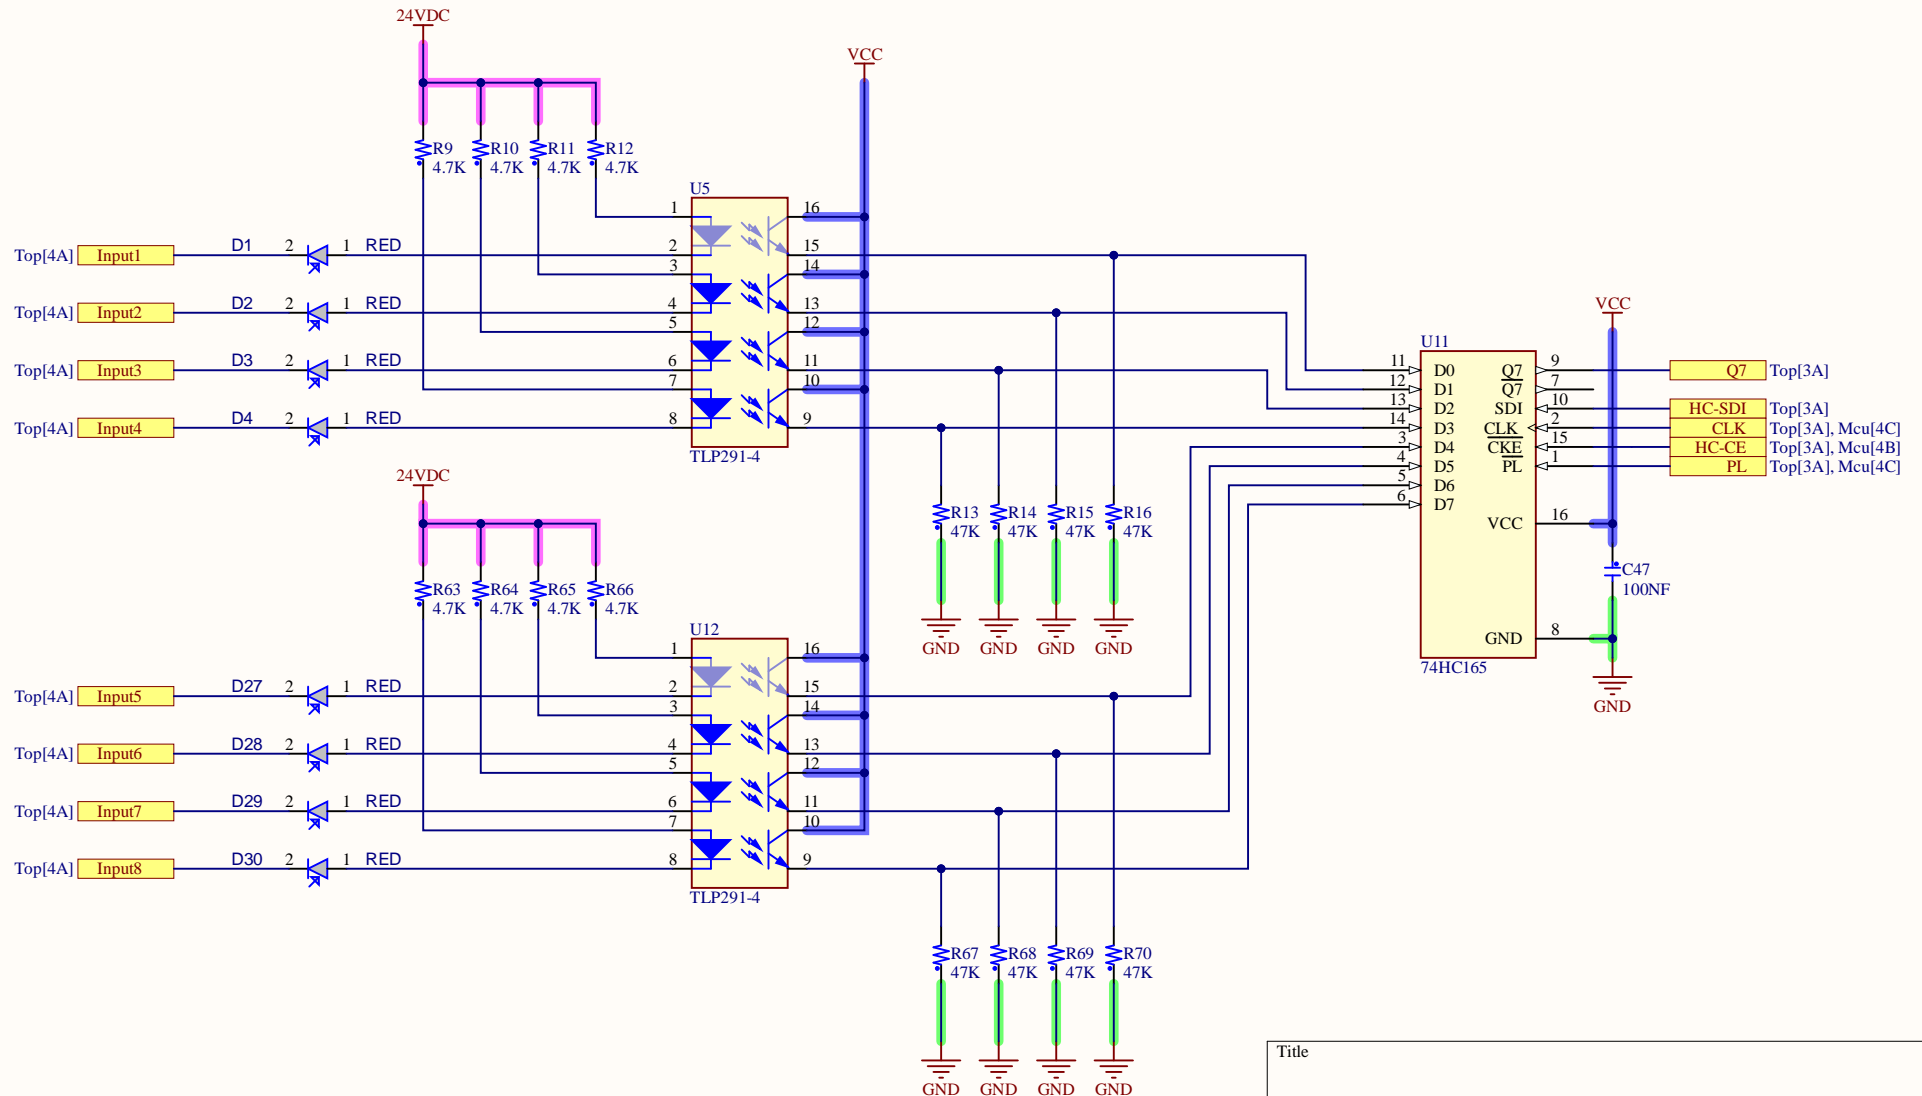 24VDC
VCC
R9
4.7K
R10
4.7K
R11
4.7K
R12
4.7K
U5
1
2
3
4
5
6
7
8
16
15
14
13
12
11
10
9
TLP291-4
Top[4A] Input1 D1 2 1 RED
Top[4A] Input2 D2 2 1 RED
Top[4A] Input3 D3 2 1 RED
Top[4A] Input4 D4 2 1 RED
24VDC
R63
4.7K
R64
4.7K
R65
4.7K
R66
4.7K
R13
47K
R14
47K
R15
47K
R16
47K
GND
GND
GND
GND
U12
1
2
3
4
5
6
7
8
16
15
14
13
12
11
10
9
TLP291-4
Top[4A] Input5 D27 2 1 RED
Top[4A] Input6 D28 2 1 RED
Top[4A] Input7 D29 2 1 RED
Top[4A] Input8 D30 2 1 RED
R67
47K
R68
47K
R69
47K
R70
47K
GND
GND
GND
GND
VCC
U11
11 D0 Q7 9 Q7 Top[3A]
12 D1 Q7 7
13 D2 SDI 10 HC-SDI Top[3A]
14 D3 CLK 2 CLK Top[3A], Mcu[4C]
3 D4 CKE 15 HC-CE Top[3A], Mcu[4B]
4 D5 PL 1 PL Top[3A], Mcu[4C]
5 D6
6 D7
VCC 16
C47
100NF
GND 8
74HC165
GND
Title